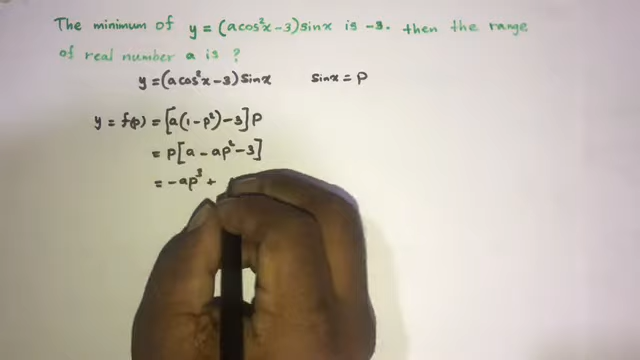 The minimum of y = (acos²x - 3)sinx is -3. then the range
of real number a is ?
y = (acos²x - 3)sinx sinx = p
y = f(p) = [a(1 - p²) - 3]p
= p[a - ap² - 3]
= -ap³ +